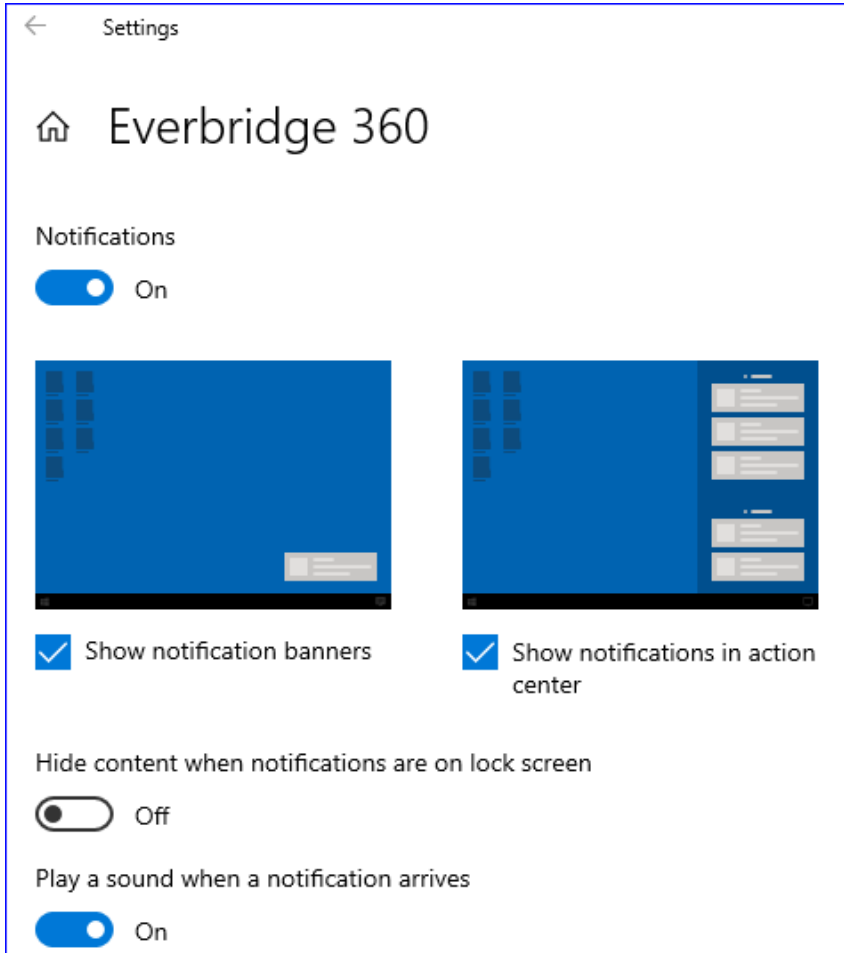 Settings
Everbridge 360
Notifications
On
Show notification banners
Show notifications in action
center
Hide content when notifications are on lock screen
Off
Play a sound when a notification arrives
On